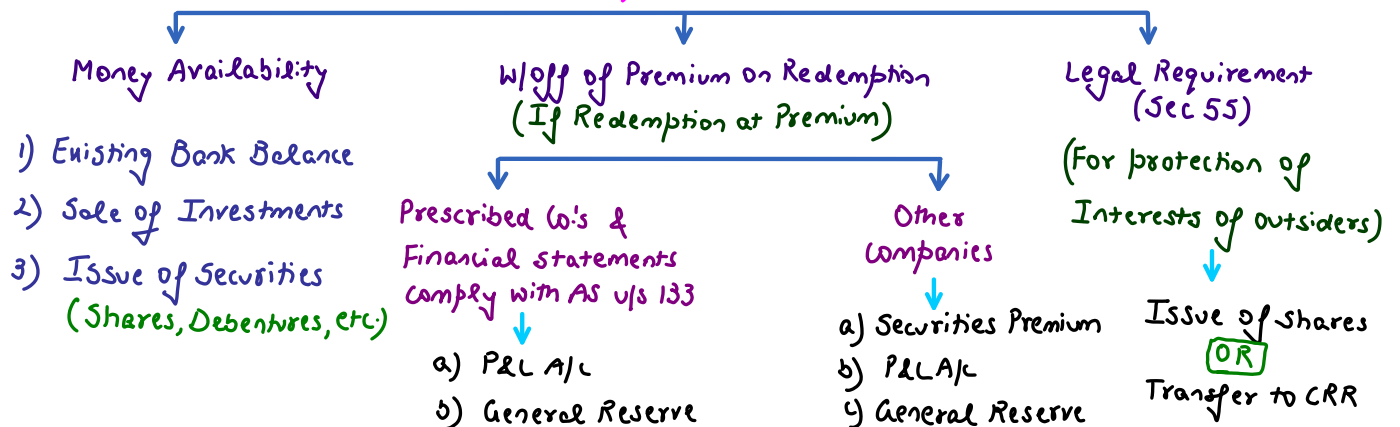 Money Availability
1) Existing Bank Balance
2) Sale of Investments
3) Issue of Securities
(Shares, Debentures, etc.)
W/off of Premium on Redemption
(If Redemption at Premium)
Prescribed Co's &
Financial statements
comply with AS u/s 133
a) P&L A/c
b) General Reserve
Other
Companies
a) Securities Premium
b) P&L A/c
c) General Reserve
Legal Requirement
(Sec 55)
(For protection of
Interests of outsiders)
Issue of shares
OR
Transfer to CRR